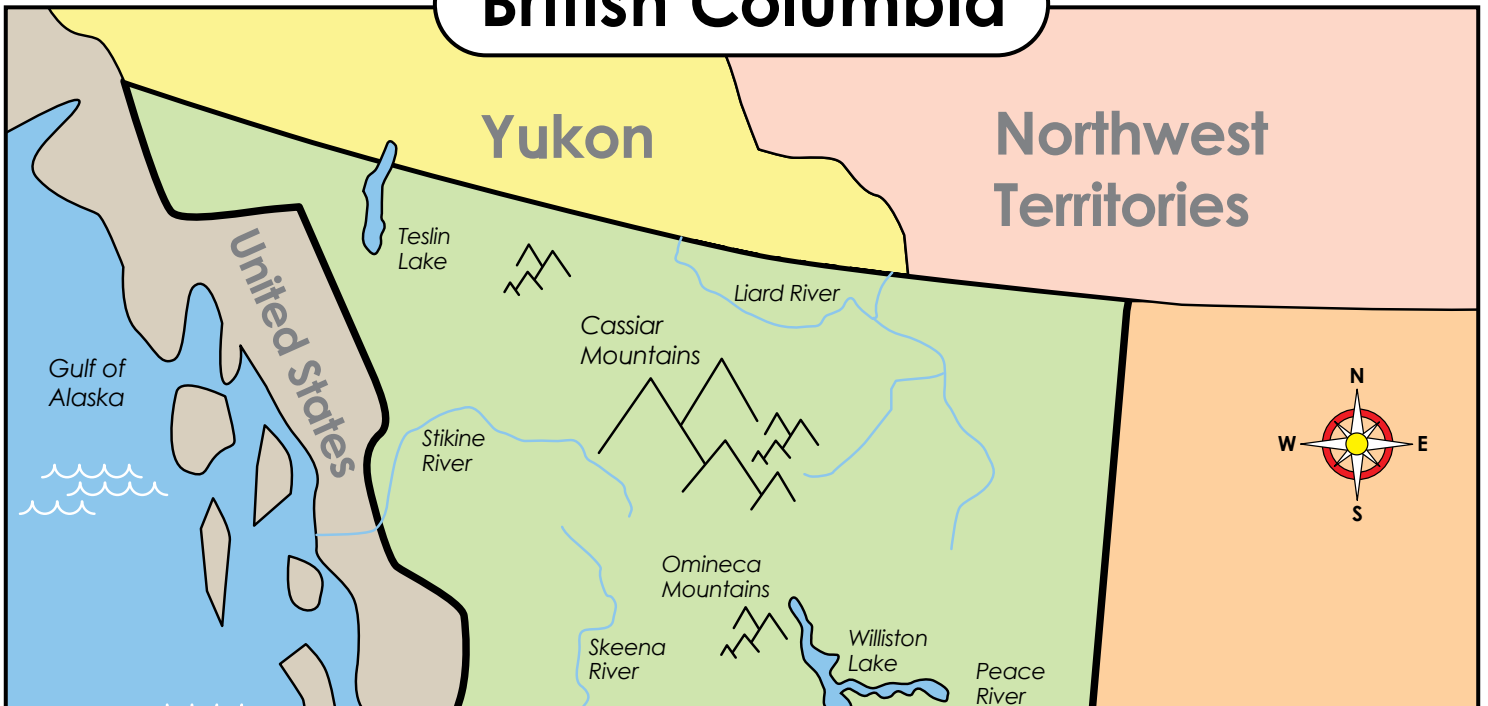 British Columbia
Yukon
Northwest
Territories
Teslin
Lake
United States
Liard River
Cassiar
Mountains
Gulf of
Alaska
N
W
E
S
Stikine
River
Omineca
Mountains
Skeena
River
Williston
Lake
Peace
River